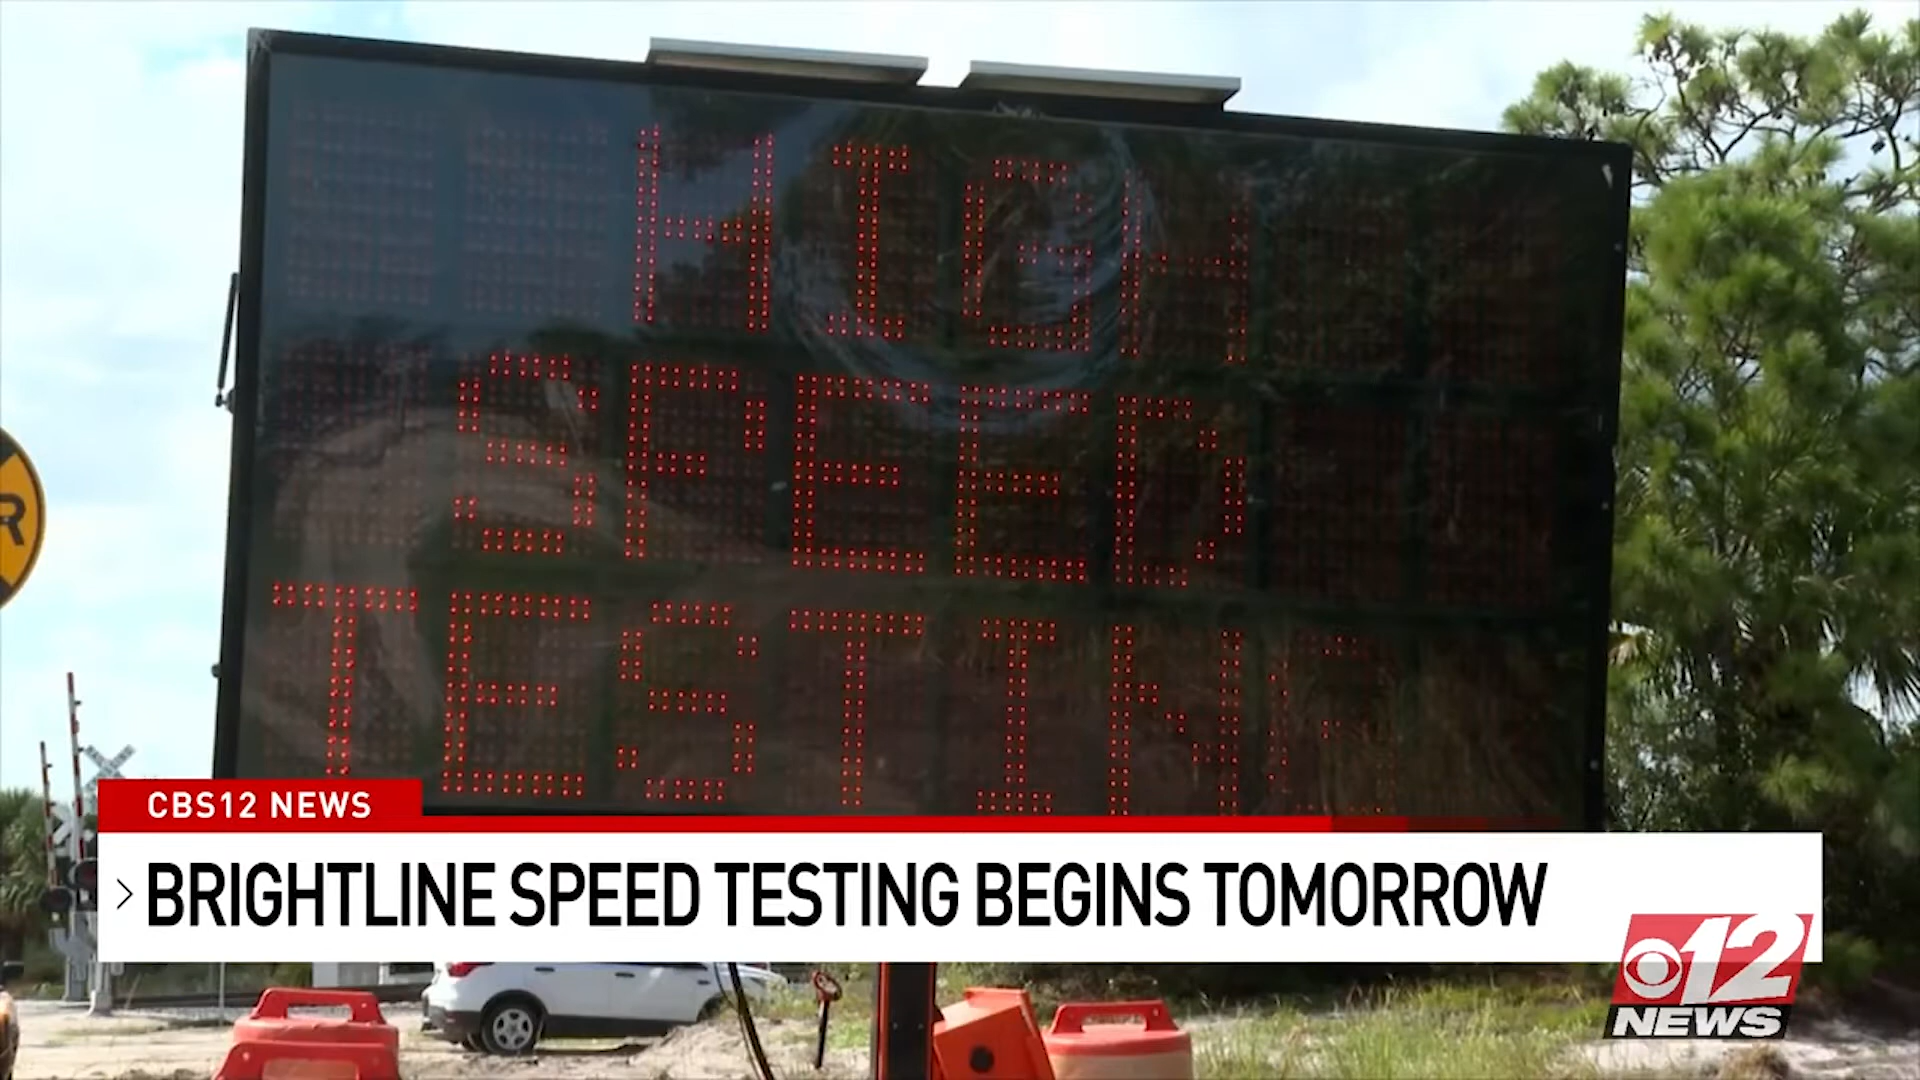 HIGH
SPEED
TESTING
R
CBS12 NEWS
BRIGHTLINE SPEED TESTING BEGINS TOMORROW
12
NEWS